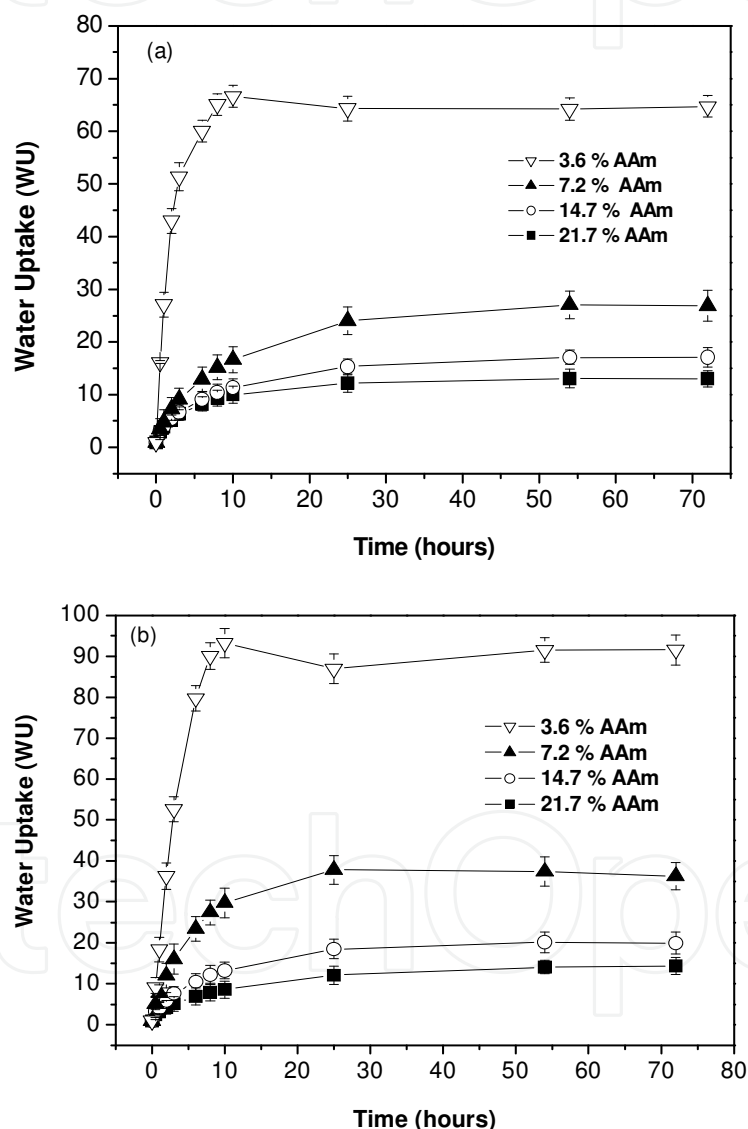 (a)
Water Uptake (WU)
80
70
60
50
40
30
20
10
0
3.6 % AAm
7.2 % AAm
14.7 % AAm
21.7 % AAm
0 10 20 30 40 50 60 70
Time (hours)
(b)
Water Uptake (WU)
100
90
80
70
60
50
40
30
20
10
0
3.6 % AAm
7.2 % AAm
14.7 % AAm
21.7 % AAm
0 10 20 30 40 50 60 70 80
Time (hours)